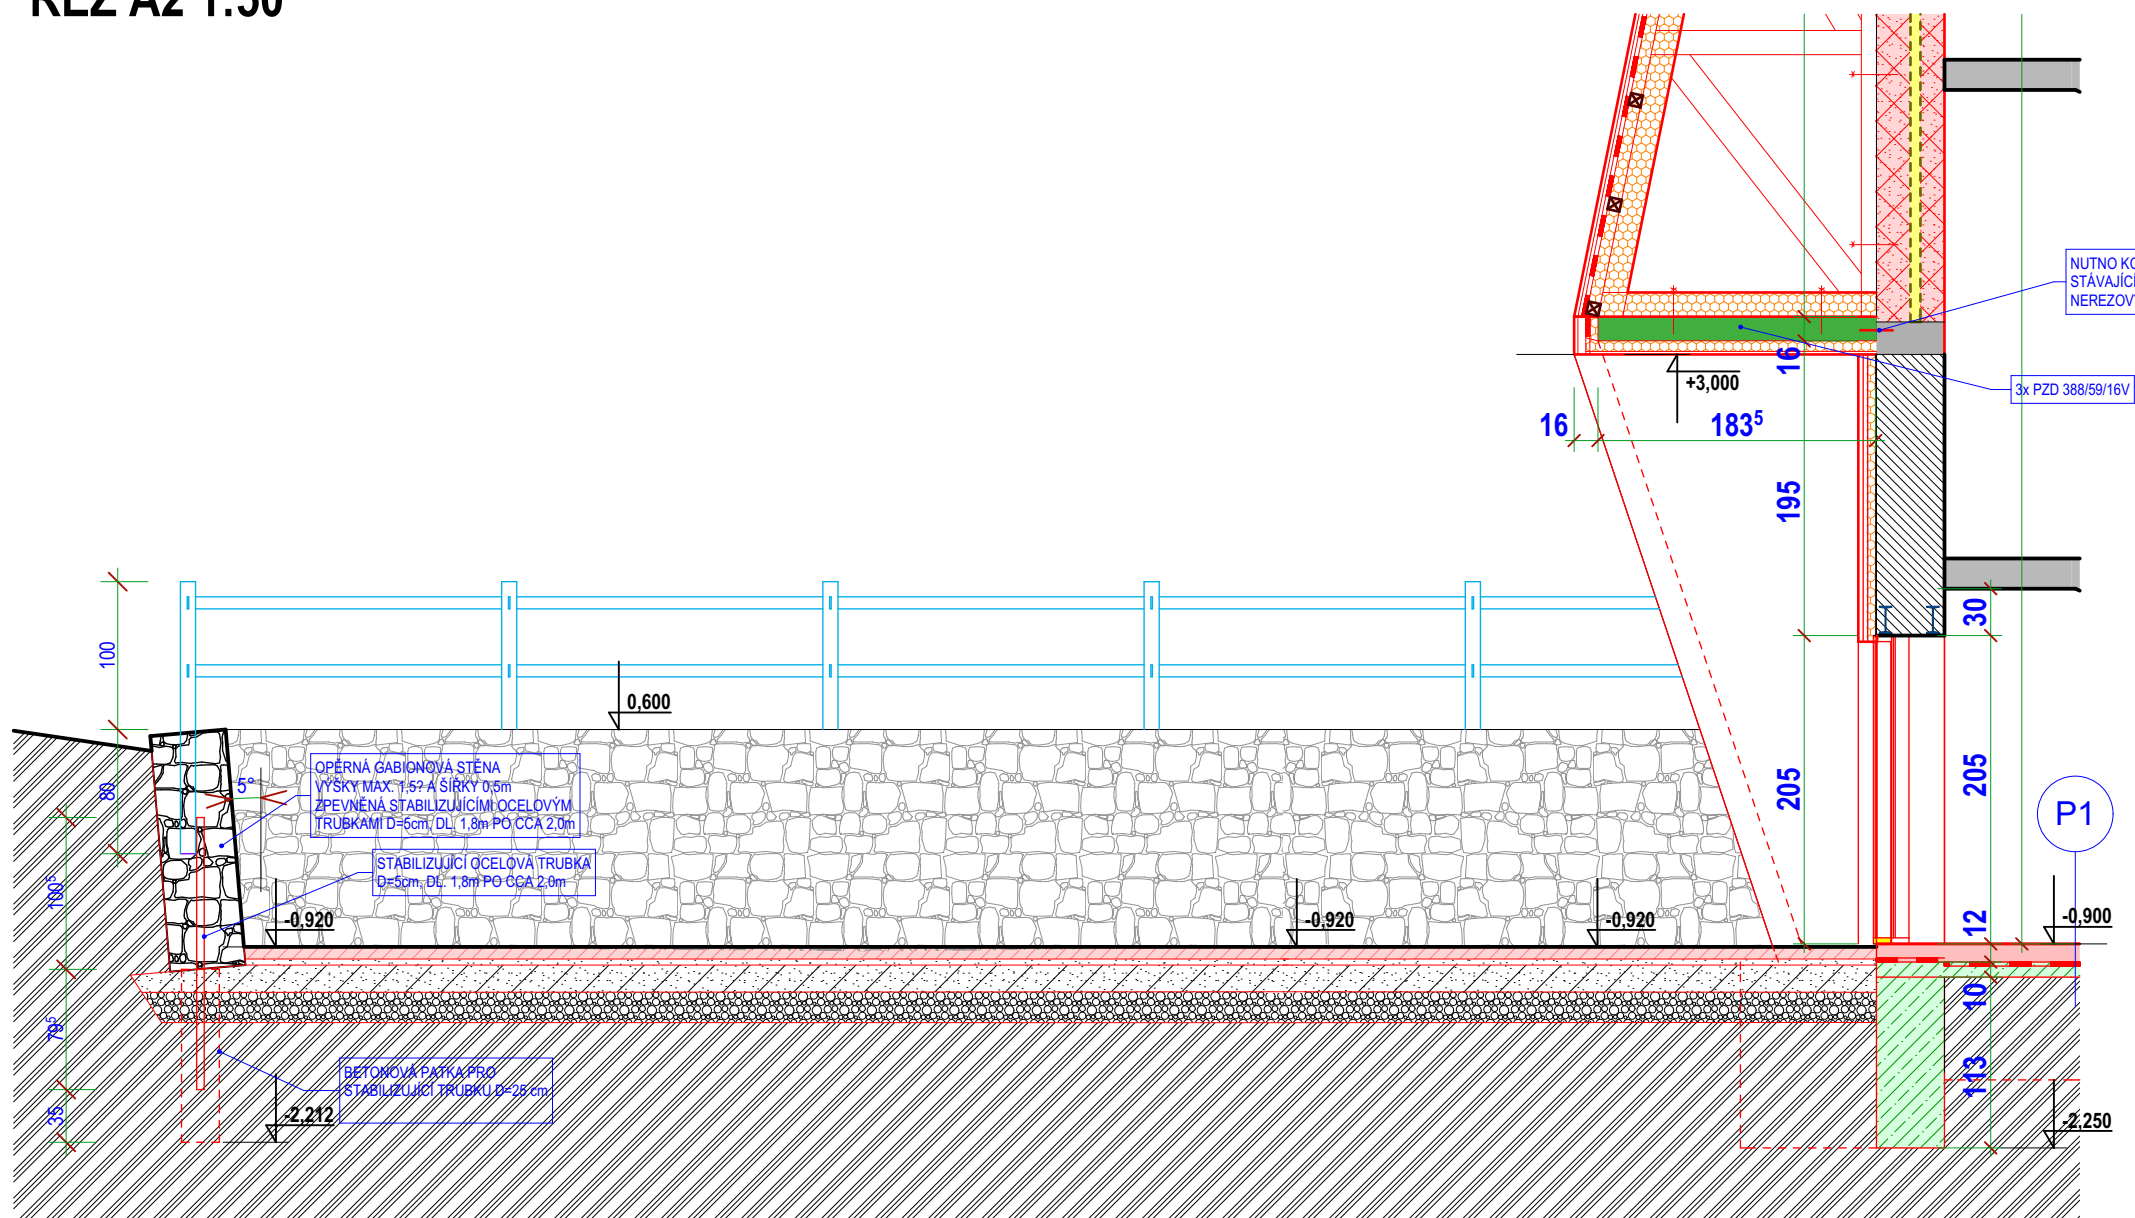 ŘEZ A2 1:50
NUTNO KO
STÁVAJÍCÍ
NEREZOV
16
+3,000
3x PZD 388/59/16V
16
183⁵
195
30
100
0,600
OPĚRNÁ GABIONOVÁ STĚNA
VÝŠKY MAX. 1,5? A ŠÍŘKY 0,5m
ZPEVNĚNÁ STABILIZUJÍCÍMI OCELOVÝM
TRUBKAMI D=5cm, DL. 1,8m PO CCA 2,0m
5°
80
205
205
P1
STABILIZUJÍCÍ OCELOVÁ TRUBKA
D=5cm, DL. 1,8m PO CCA 2,0m
100⁵
-0,920
-0,920
-0,920
12
-0,900
10
79⁵
BETONOVÁ PATKA PRO
STABILIZUJÍCÍ TRUBKU D=25 cm
113
35
-2,212
-2,250